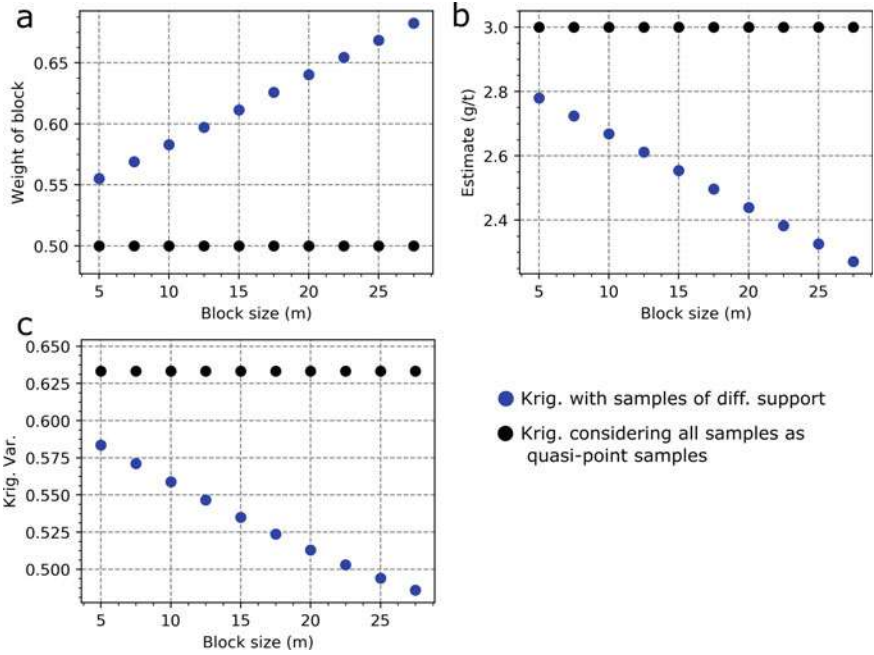 a
0.65
0.60
0.55
0.50
Weight of block
5 10 15 20 25
Block size (m)
b
3.0
2.8
2.6
2.4
Estimate (g/t)
5 10 15 20 25
Block size (m)
c
0.650
0.625
0.600
0.575
0.550
0.525
0.500
Krig. Var.
5 10 15 20 25
Block size (m)
Krig. with samples of diff. support
Krig. considering all samples as
quasi-point samples